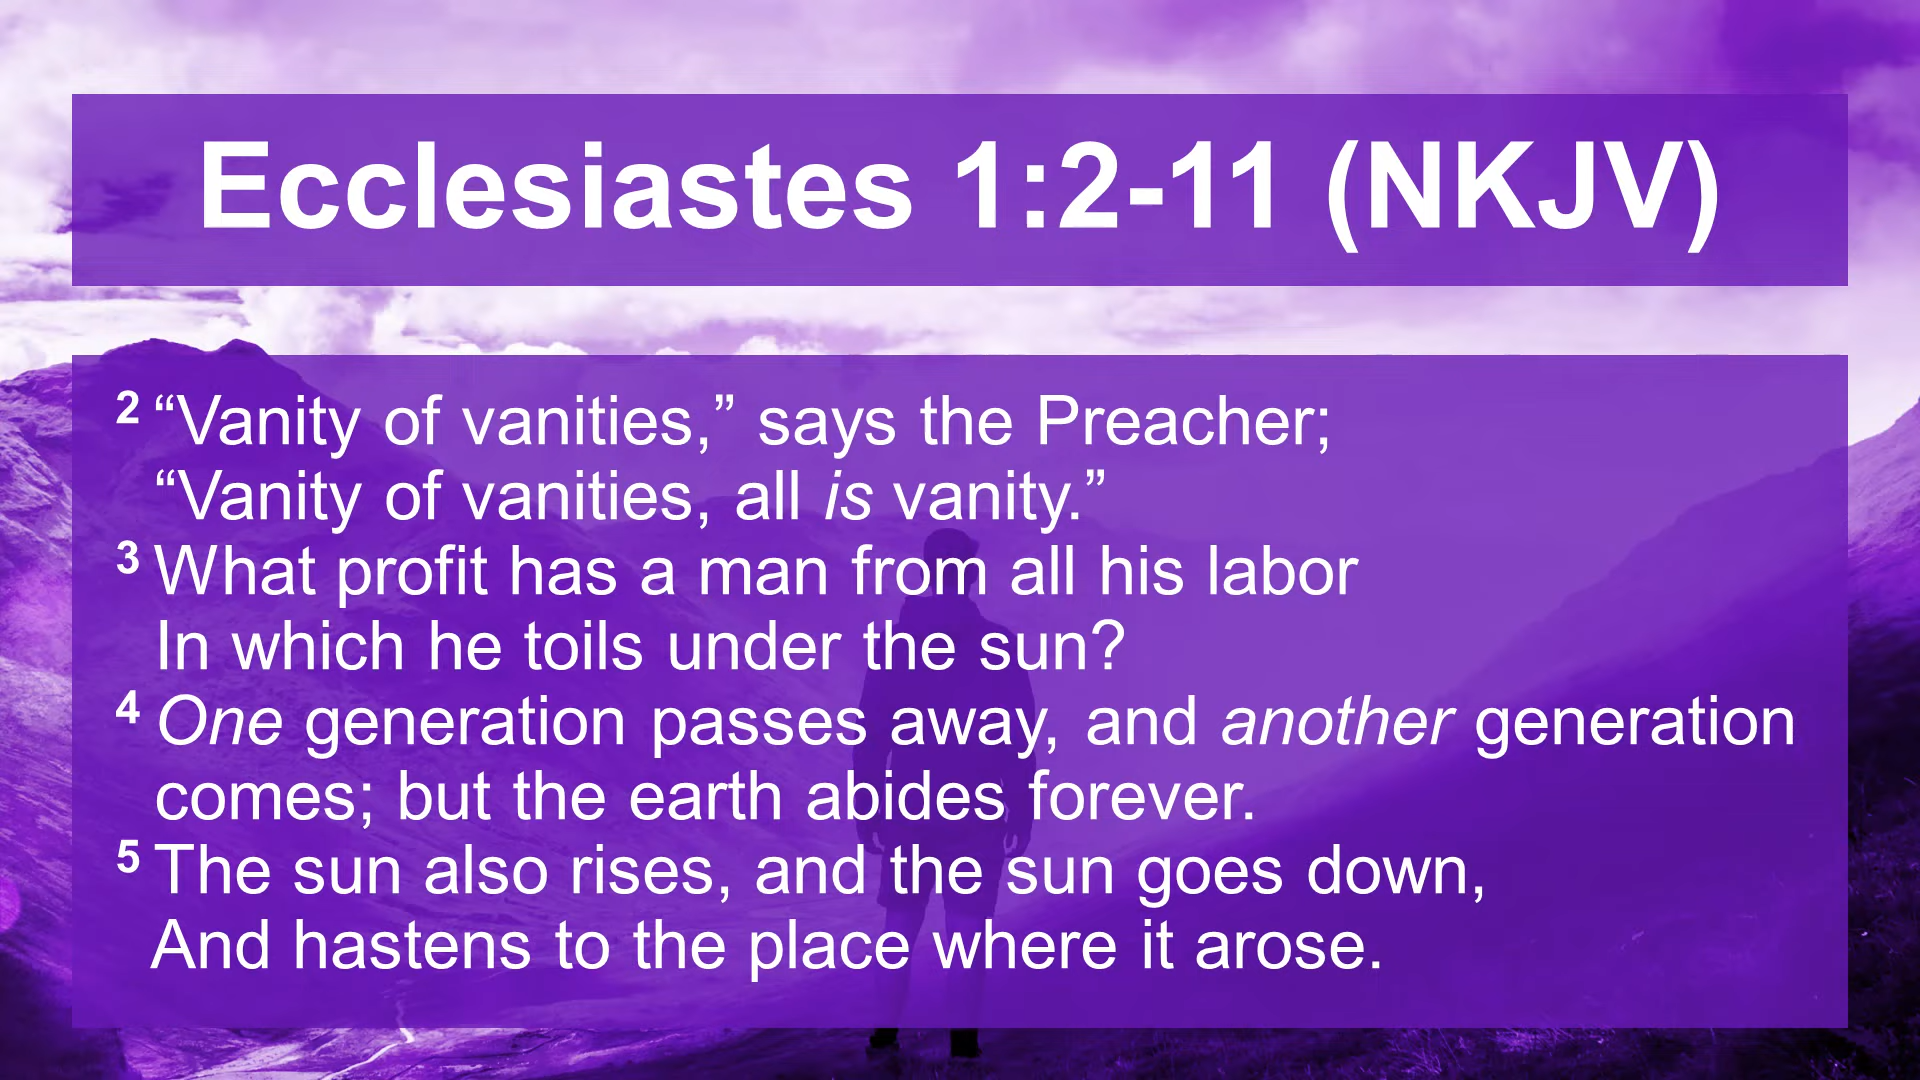 Ecclesiastes 1:2-11 (NKJV)
2 “Vanity of vanities,” says the Preacher;
“Vanity of vanities, all is vanity.”
3 What profit has a man from all his labor
In which he toils under the sun?
4 One generation passes away, and another generation
comes; but the earth abides forever.
5 The sun also rises, and the sun goes down,
And hastens to the place where it arose.